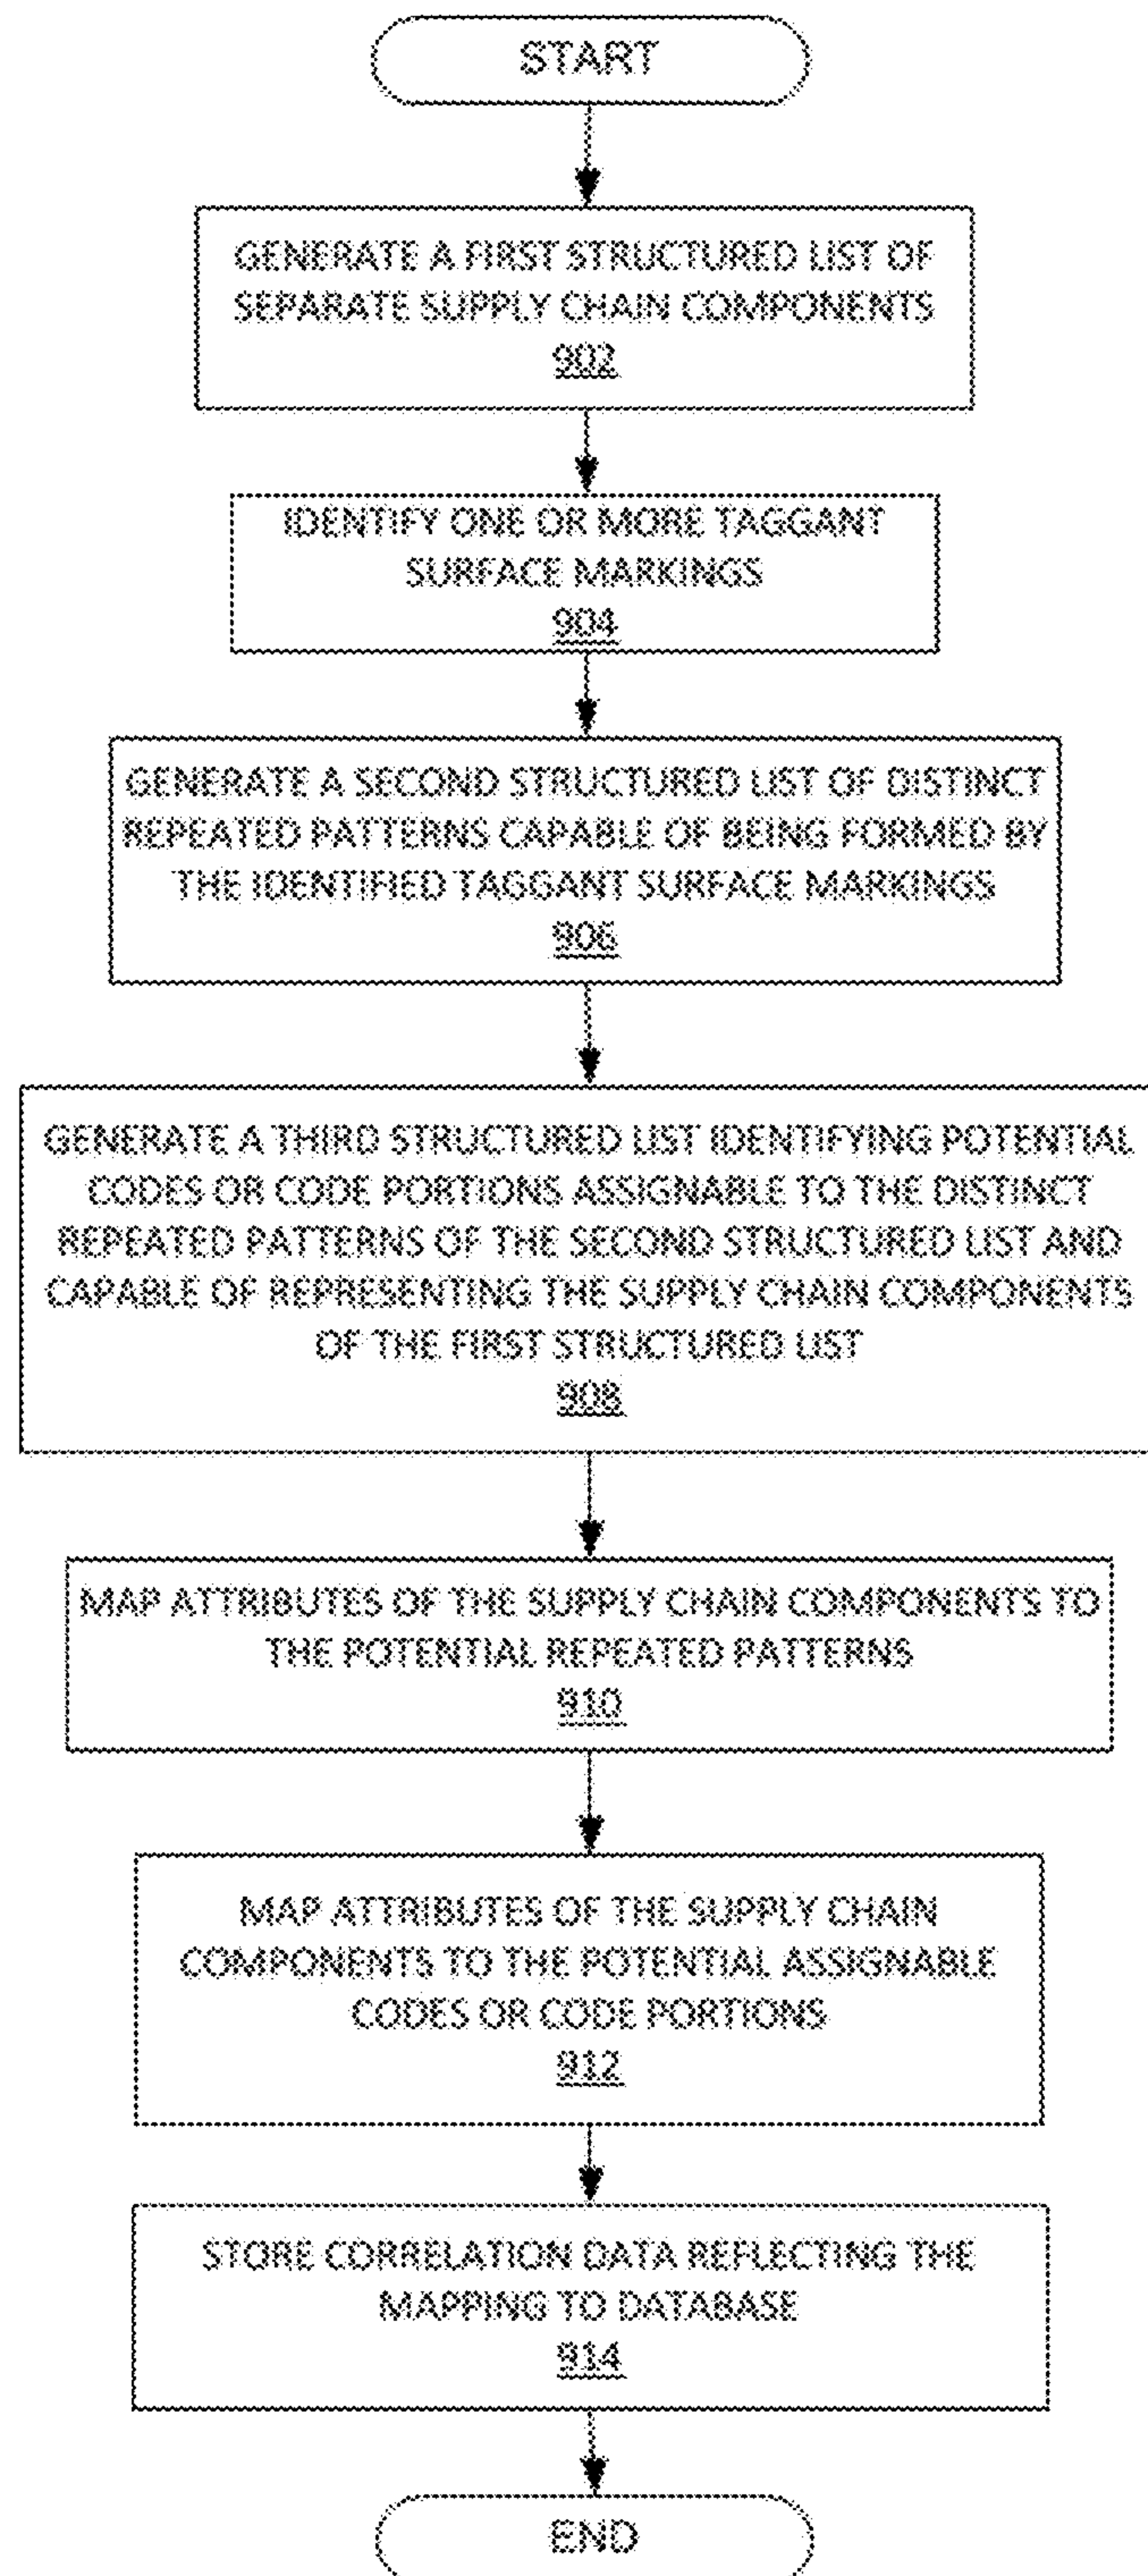 START
GENERATE A FIRST STRUCTURED LIST OF
SEPARATE SUPPLY CHAIN COMPONENTS
902
IDENTIFY ONE OR MORE TAGGANT
SURFACE MARKINGS
904
GENERATE A SECOND STRUCTURED LIST OF DISTINCT
REPEATED PATTERNS CAPABLE OF BEING FORMED BY
THE IDENTIFIED TAGGANT SURFACE MARKINGS
906
GENERATE A THIRD STRUCTURED LIST IDENTIFYING POTENTIAL
CODES OR CODE PORTIONS ASSIGNABLE TO THE DISTINCT
REPEATED PATTERNS OF THE SECOND STRUCTURED LIST AND
CAPABLE OF REPRESENTING THE SUPPLY CHAIN COMPONENTS
OF THE FIRST STRUCTURED LIST
908
MAP ATTRIBUTES OF THE SUPPLY CHAIN COMPONENTS TO
THE POTENTIAL REPEATED PATTERNS
910
MAP ATTRIBUTES OF THE SUPPLY CHAIN
COMPONENTS TO THE POTENTIAL ASSIGNABLE
CODES OR CODE PORTIONS
912
STORE CORRELATION DATA REFLECTING THE
MAPPING TO DATABASE
914
END